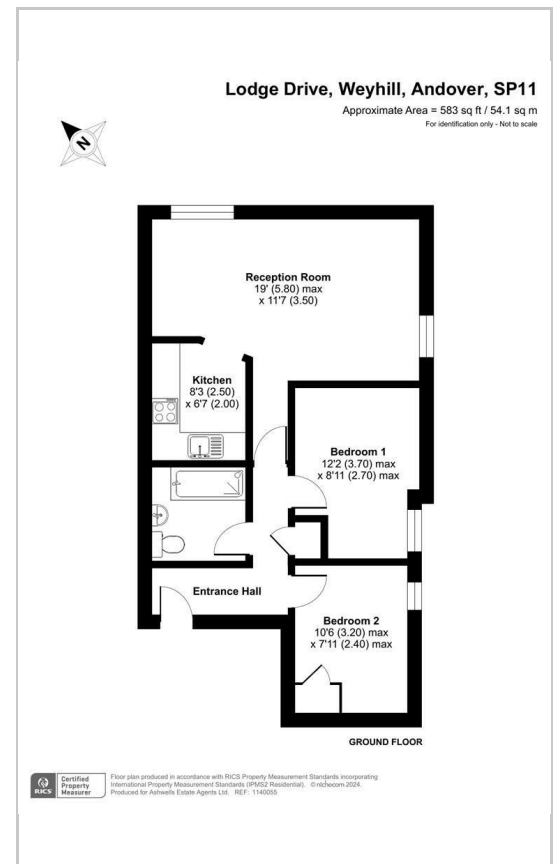 Lodge Drive, Weyhill, Andover, SP11
Approximate Area = 583 sq ft / 54.1 sq m
For identification only - Not to scale
N
Reception Room
19' (5.80) max
x 11'7 (3.50)
Kitchen
8'3 (2.50)
x 6'7 (2.00)
Bedroom 1
12'2 (3.70) max
x 8'11 (2.70) max
Entrance Hall
Bedroom 2
10'6 (3.20) max
x 7'11 (2.40) max
GROUND FLOOR
RICS
Certified
Property
Measurer
Floor plan produced in accordance with RICS Property Measurement Standards incorporating
International Property Measurement Standards (IPMS2 Residential). © nichecom 2024.
Produced for Ashwells Estate Agents Ltd. REF: 1140055